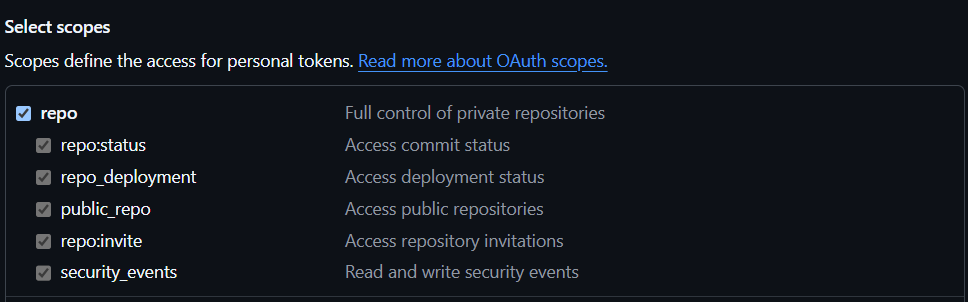 Select scopes
Scopes define the access for personal tokens. Read more about OAuth scopes.
repo Full control of private repositories
repo:status Access commit status
repo_deployment Access deployment status
public_repo Access public repositories
repo:invite Access repository invitations
security_events Read and write security events